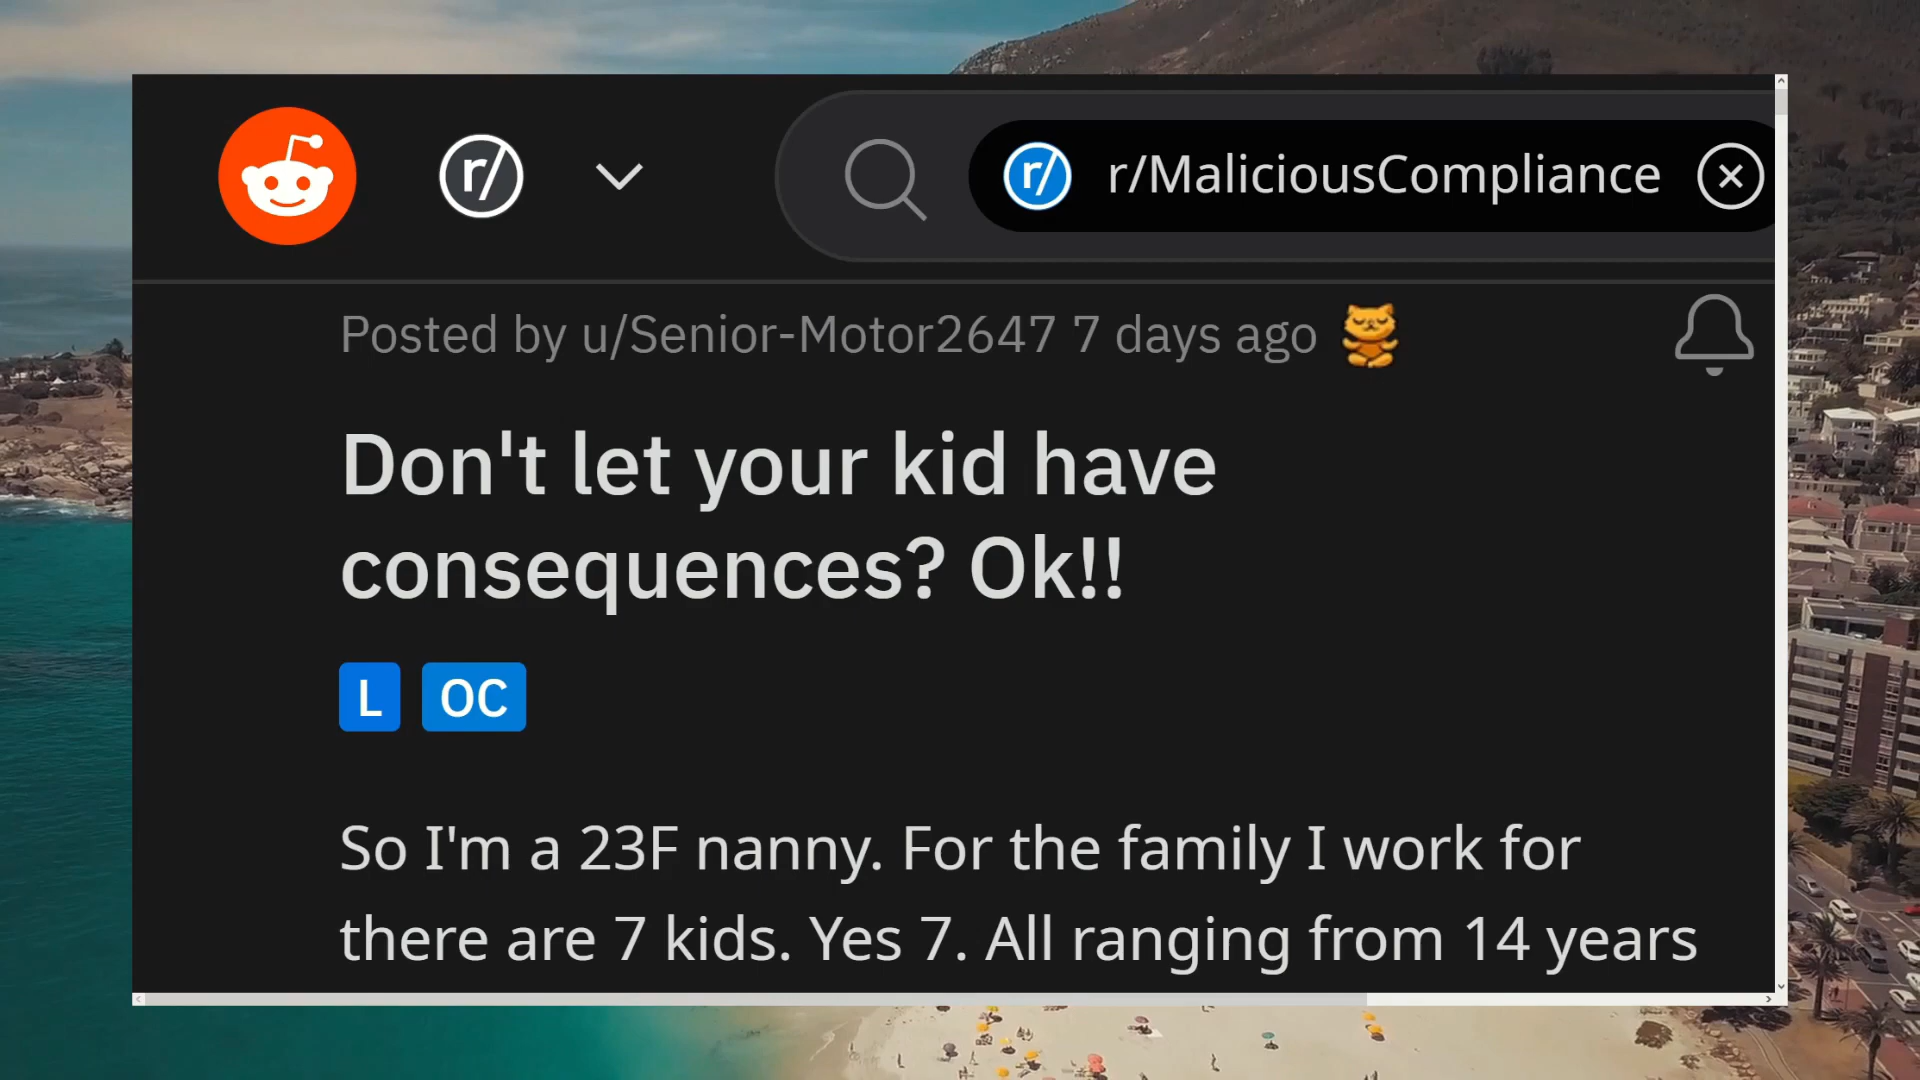 r/ r/ r/MaliciousCompliance
Posted by u/Senior-Motor2647 7 days ago
Don't let your kid have
consequences? Ok!!
L OC
So I'm a 23F nanny. For the family I work for
there are 7 kids. Yes 7. All ranging from 14 years